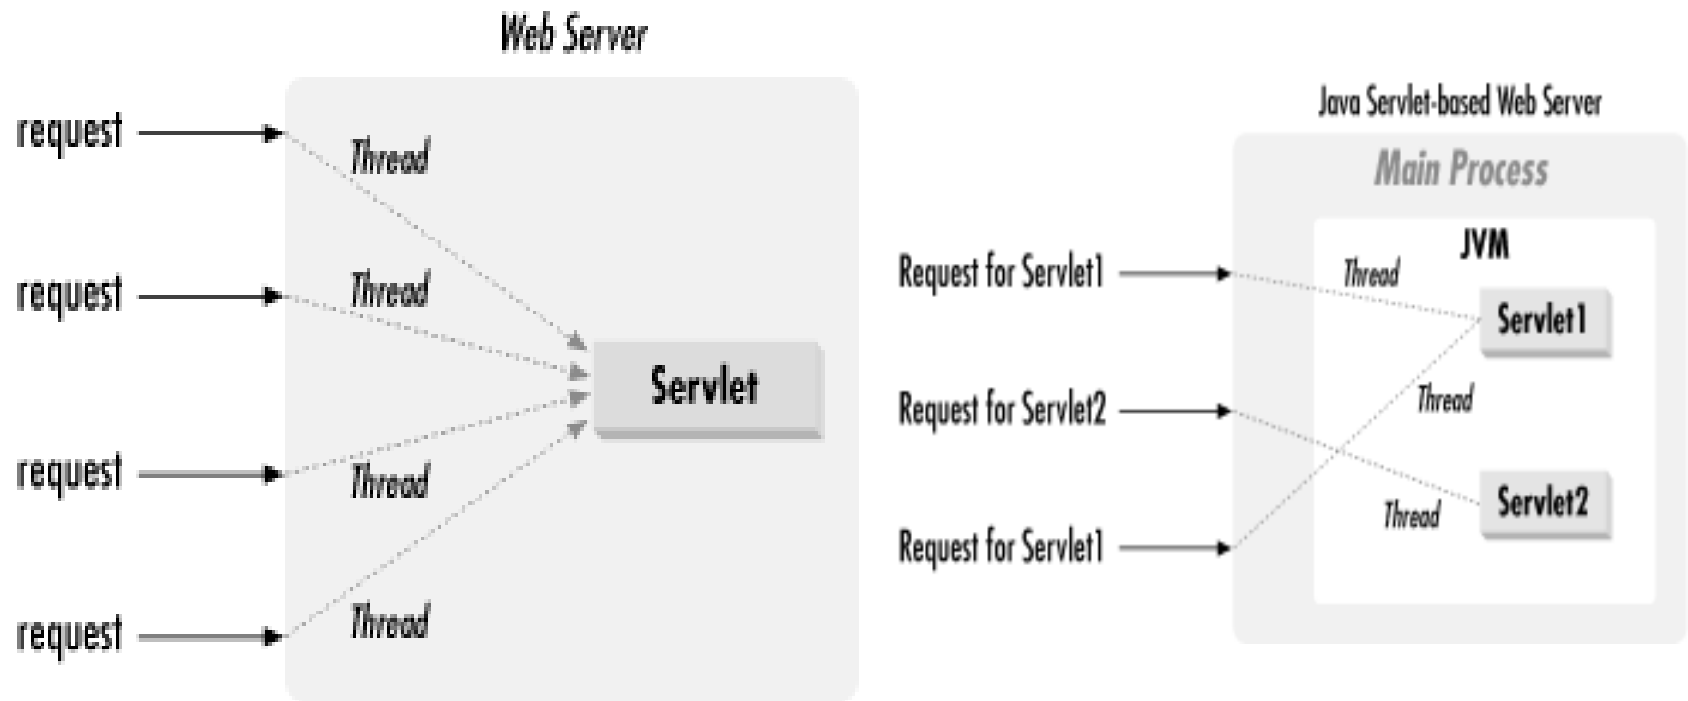 Web Server
request
Thread
request
Thread
Servlet
request
Thread
request
Thread
Java Servlet-based Web Server
Main Process
JVM
Request for Servlet1
Thread
Servlet1
Request for Servlet2
Thread
Servlet2
Thread
Request for Servlet1